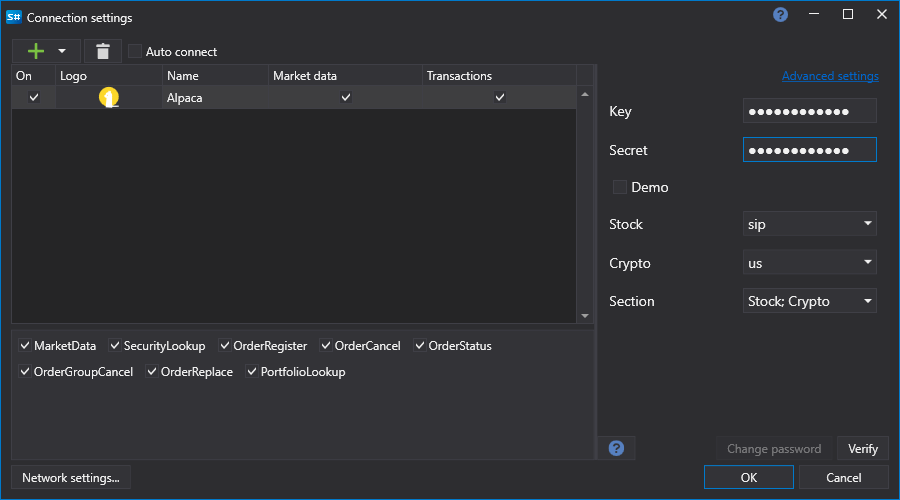 S# Connection settings ?
Auto connect
On Logo Name Market data Transactions
Alpaca
Advanced settings
Key ●●●●●●●●●●●●
Secret ●●●●●●●●●●●●
Demo
Stock sip
Crypto us
Section Stock; Crypto
MarketData SecurityLookup OrderRegister OrderCancel OrderStatus
OrderGroupCancel OrderReplace PortfolioLookup
? Change password Verify
Network settings... OK Cancel